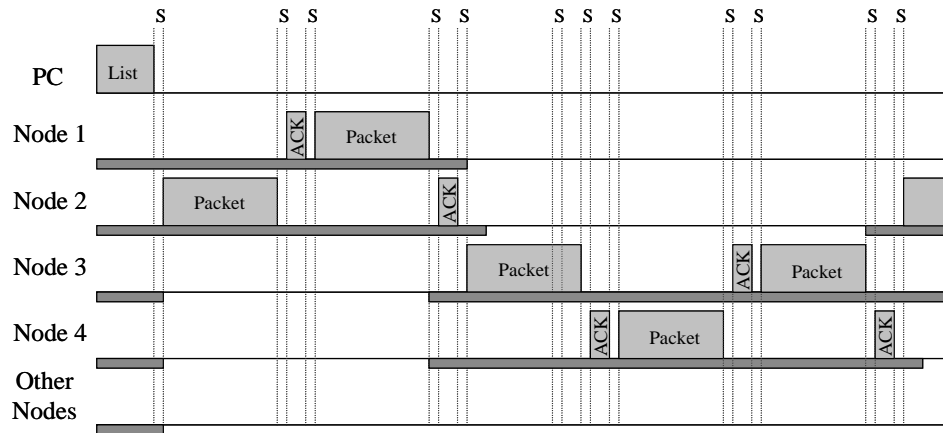 S S S S S S S S S S S S
PC
List
Node 1
ACK
Packet
Node 2
Packet
ACK
Node 3
Packet
ACK
Packet
Node 4
ACK
Packet
ACK
Other
Nodes